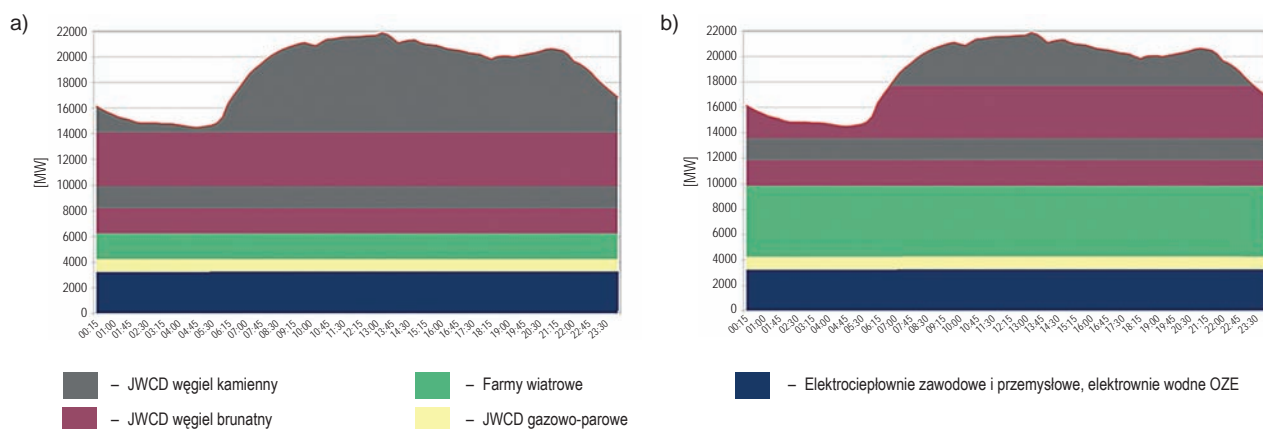 a)
[MW]
22000
20000
18000
16000
14000
12000
10000
8000
6000
4000
2000
0
00:15 01:00 01:45 02:30 03:15 04:00 04:45 05:30 06:15 07:00 07:45 08:30 09:15 10:00 10:45 11:30 12:15 13:00 13:45 14:30 15:15 16:00 16:45 17:30 18:15 19:00 19:45 20:30 21:15 22:00 22:45 23:30
b)
[MW]
22000
20000
18000
16000
14000
12000
10000
8000
6000
4000
2000
0
00:15 01:00 01:45 02:30 03:15 04:00 04:45 05:30 06:15 07:00 07:45 08:30 09:15 10:00 10:45 11:30 12:15 13:00 13:45 14:30 15:15 16:00 16:45 17:30 18:15 19:00 19:45 20:30 21:15 22:00 22:45 23:30
– JWCD węgiel kamienny
– Farmy wiatrowe
– Elektrociepłownie zawodowe i przemysłowe, elektrownie wodne OZE
– JWCD węgiel brunatny
– JWCD gazowo-parowe